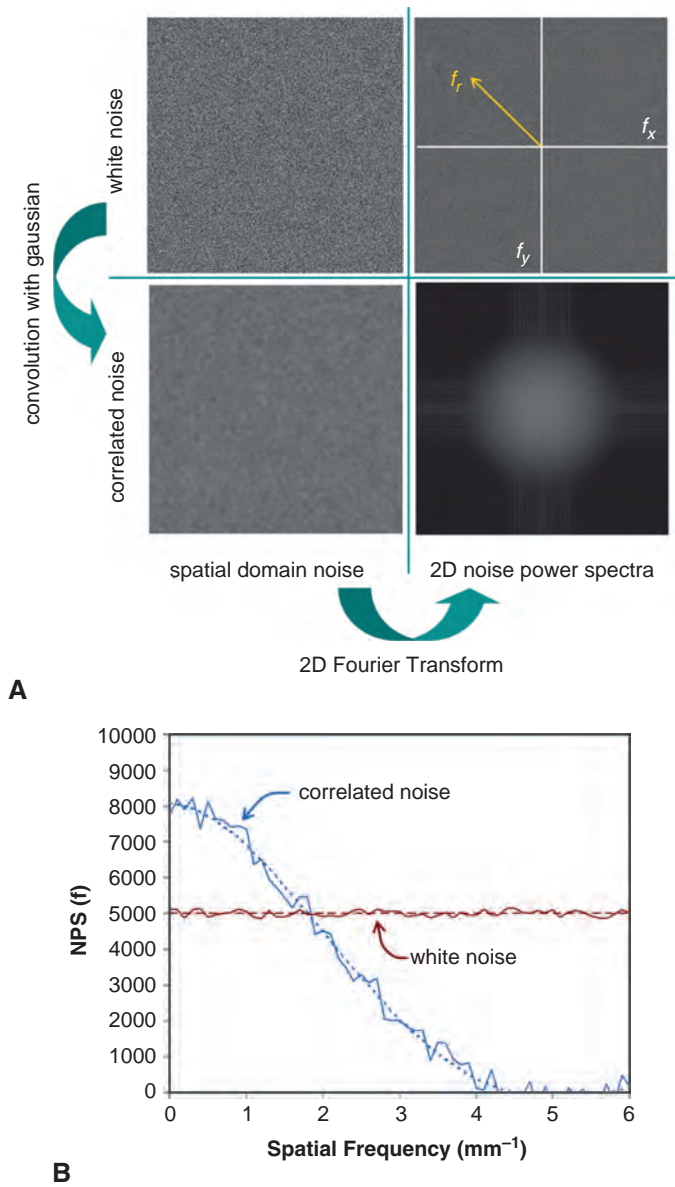 white noise
f_r
f_x
f_y
convolution with gaussian
correlated noise
spatial domain noise
2D noise power spectra
2D Fourier Transform
A
10000
9000
8000
7000
6000
5000
4000
3000
2000
1000
0
NPS (f)
correlated noise
white noise
0 1 2 3 4 5 6
Spatial Frequency (mm⁻¹)
B